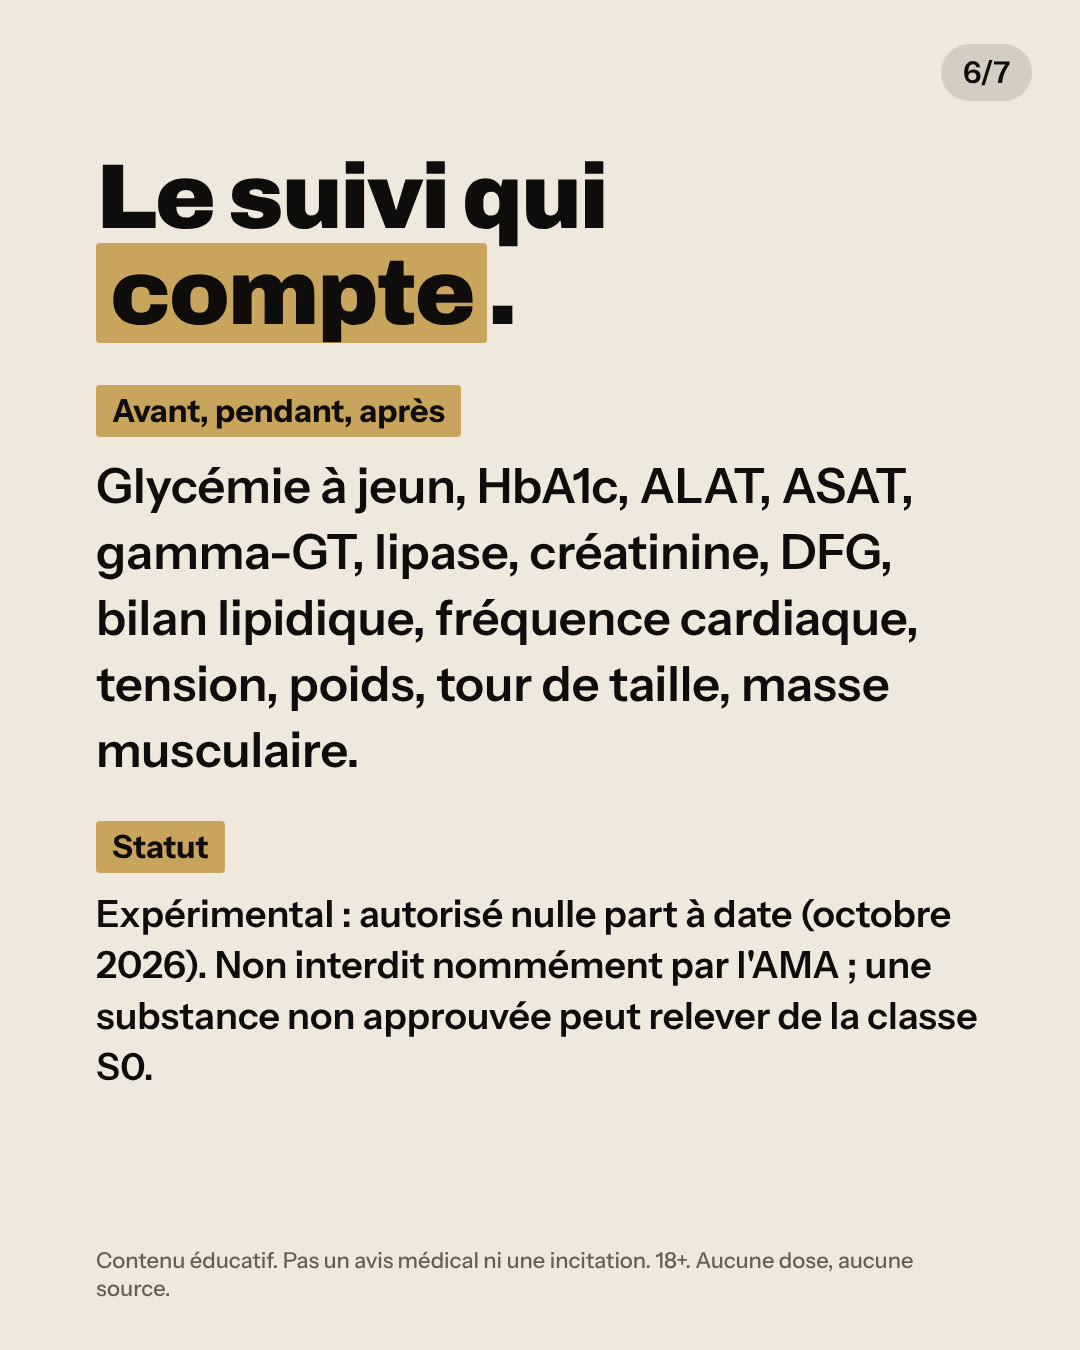 6/7
Le suivi qui
compte.
Avant, pendant, après
Glycémie à jeun, HbA1c, ALAT, ASAT,
gamma-GT, lipase, créatinine, DFG,
bilan lipidique, fréquence cardiaque,
tension, poids, tour de taille, masse
musculaire.
Statut
Expérimental : autorisé nulle part à date (octobre
2026). Non interdit nommément par l'AMA ; une
substance non approuvée peut relever de la classe
S0.
Contenu éducatif. Pas un avis médical ni une incitation. 18+. Aucune dose, aucune
source.